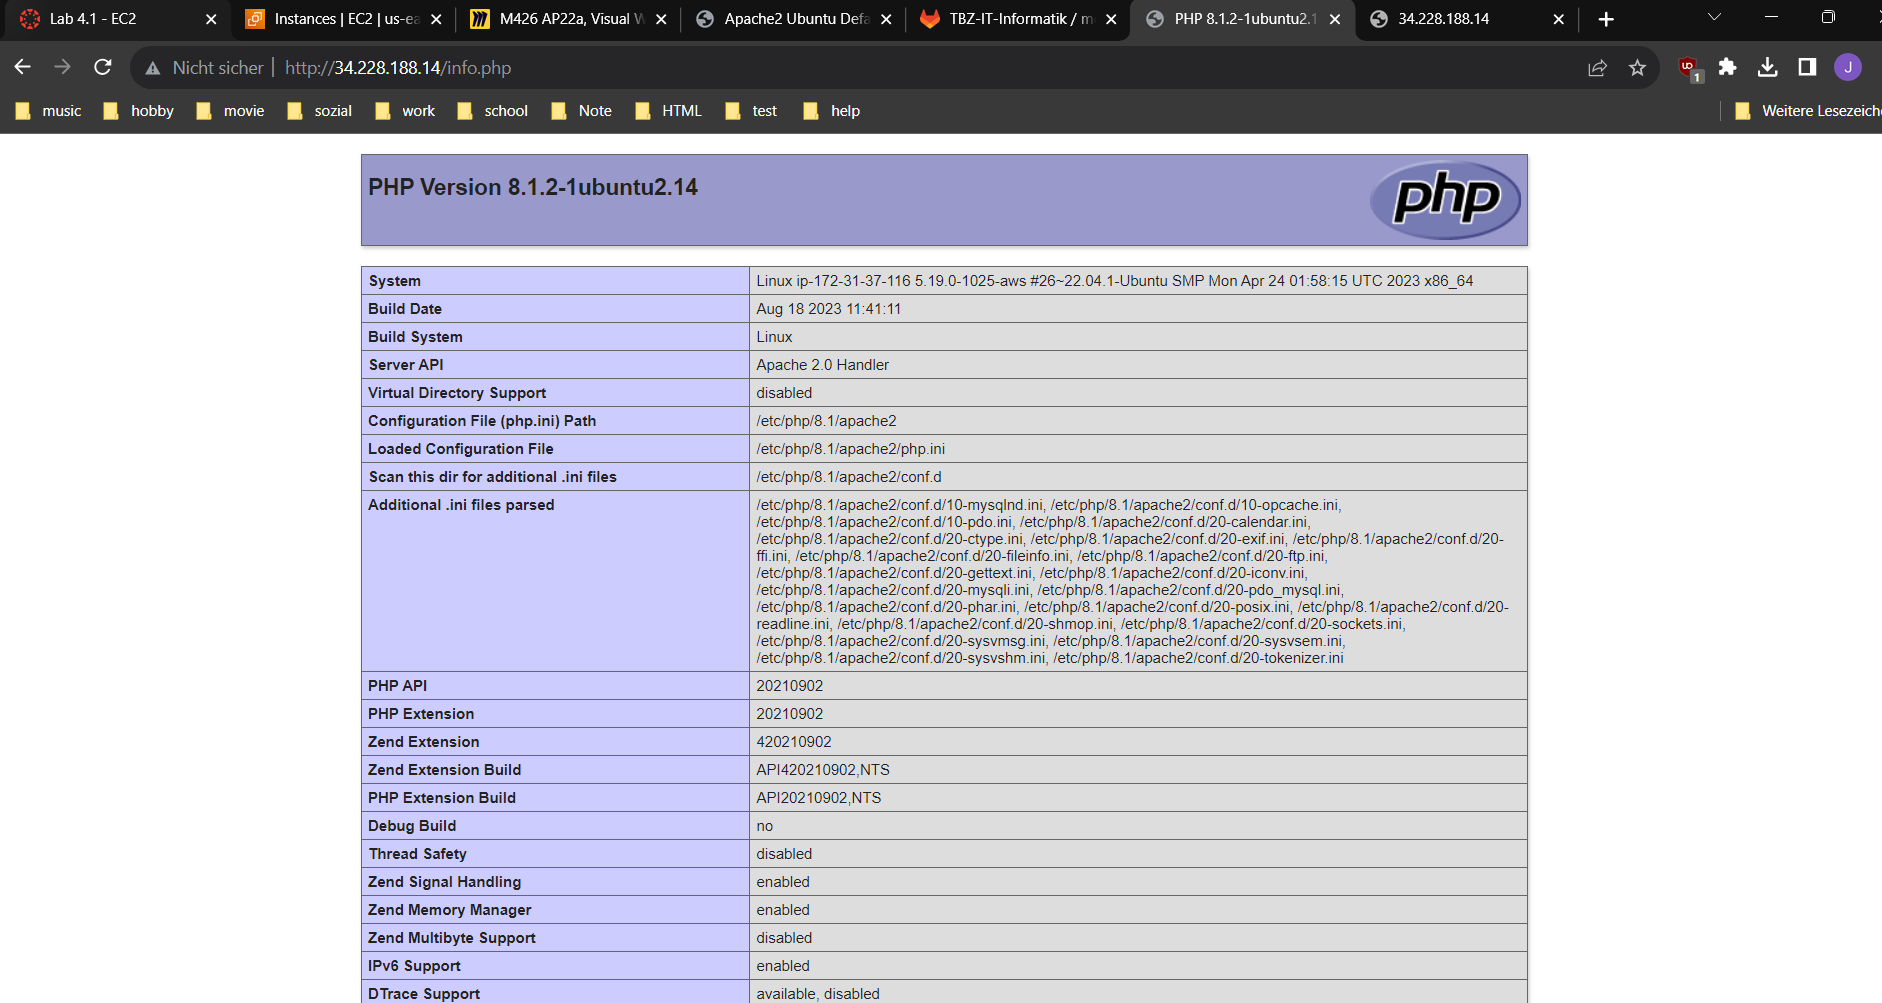 Lab 4.1 - EC2
Instances | EC2 | us-ea
M426 AP22a, Visual W
Apache2 Ubuntu Defa
TBZ-IT-Informatik / m
PHP 8.1.2-1ubuntu2.1
34.228.188.14
Nicht sicher
http://34.228.188.14/info.php
UD
1
J
music
hobby
movie
sozial
work
school
Note
HTML
test
help
Weitere Lesezeiche
PHP Version 8.1.2-1ubuntu2.14
php
System Linux ip-172-31-37-116 5.19.0-1025-aws #26~22.04.1-Ubuntu SMP Mon Apr 24 01:58:15 UTC 2023 x86_64
Build Date Aug 18 2023 11:41:11
Build System Linux
Server API Apache 2.0 Handler
Virtual Directory Support disabled
Configuration File (php.ini) Path /etc/php/8.1/apache2
Loaded Configuration File /etc/php/8.1/apache2/php.ini
Scan this dir for additional .ini files /etc/php/8.1/apache2/conf.d
Additional .ini files parsed /etc/php/8.1/apache2/conf.d/10-mysqlnd.ini, /etc/php/8.1/apache2/conf.d/10-opcache.ini,
/etc/php/8.1/apache2/conf.d/10-pdo.ini, /etc/php/8.1/apache2/conf.d/20-calendar.ini,
/etc/php/8.1/apache2/conf.d/20-ctype.ini, /etc/php/8.1/apache2/conf.d/20-exif.ini, /etc/php/8.1/apache2/conf.d/20-
ffi.ini, /etc/php/8.1/apache2/conf.d/20-fileinfo.ini, /etc/php/8.1/apache2/conf.d/20-ftp.ini,
/etc/php/8.1/apache2/conf.d/20-gettext.ini, /etc/php/8.1/apache2/conf.d/20-iconv.ini,
/etc/php/8.1/apache2/conf.d/20-mysqli.ini, /etc/php/8.1/apache2/conf.d/20-pdo_mysql.ini,
/etc/php/8.1/apache2/conf.d/20-phar.ini, /etc/php/8.1/apache2/conf.d/20-posix.ini, /etc/php/8.1/apache2/conf.d/20-
readline.ini, /etc/php/8.1/apache2/conf.d/20-shmop.ini, /etc/php/8.1/apache2/conf.d/20-sockets.ini,
/etc/php/8.1/apache2/conf.d/20-sysvmsg.ini, /etc/php/8.1/apache2/conf.d/20-sysvsem.ini,
/etc/php/8.1/apache2/conf.d/20-sysvshm.ini, /etc/php/8.1/apache2/conf.d/20-tokenizer.ini
PHP API 20210902
PHP Extension 20210902
Zend Extension 420210902
Zend Extension Build API420210902,NTS
PHP Extension Build API20210902,NTS
Debug Build no
Thread Safety disabled
Zend Signal Handling enabled
Zend Memory Manager enabled
Zend Multibyte Support disabled
IPv6 Support enabled
DTrace Support available, disabled